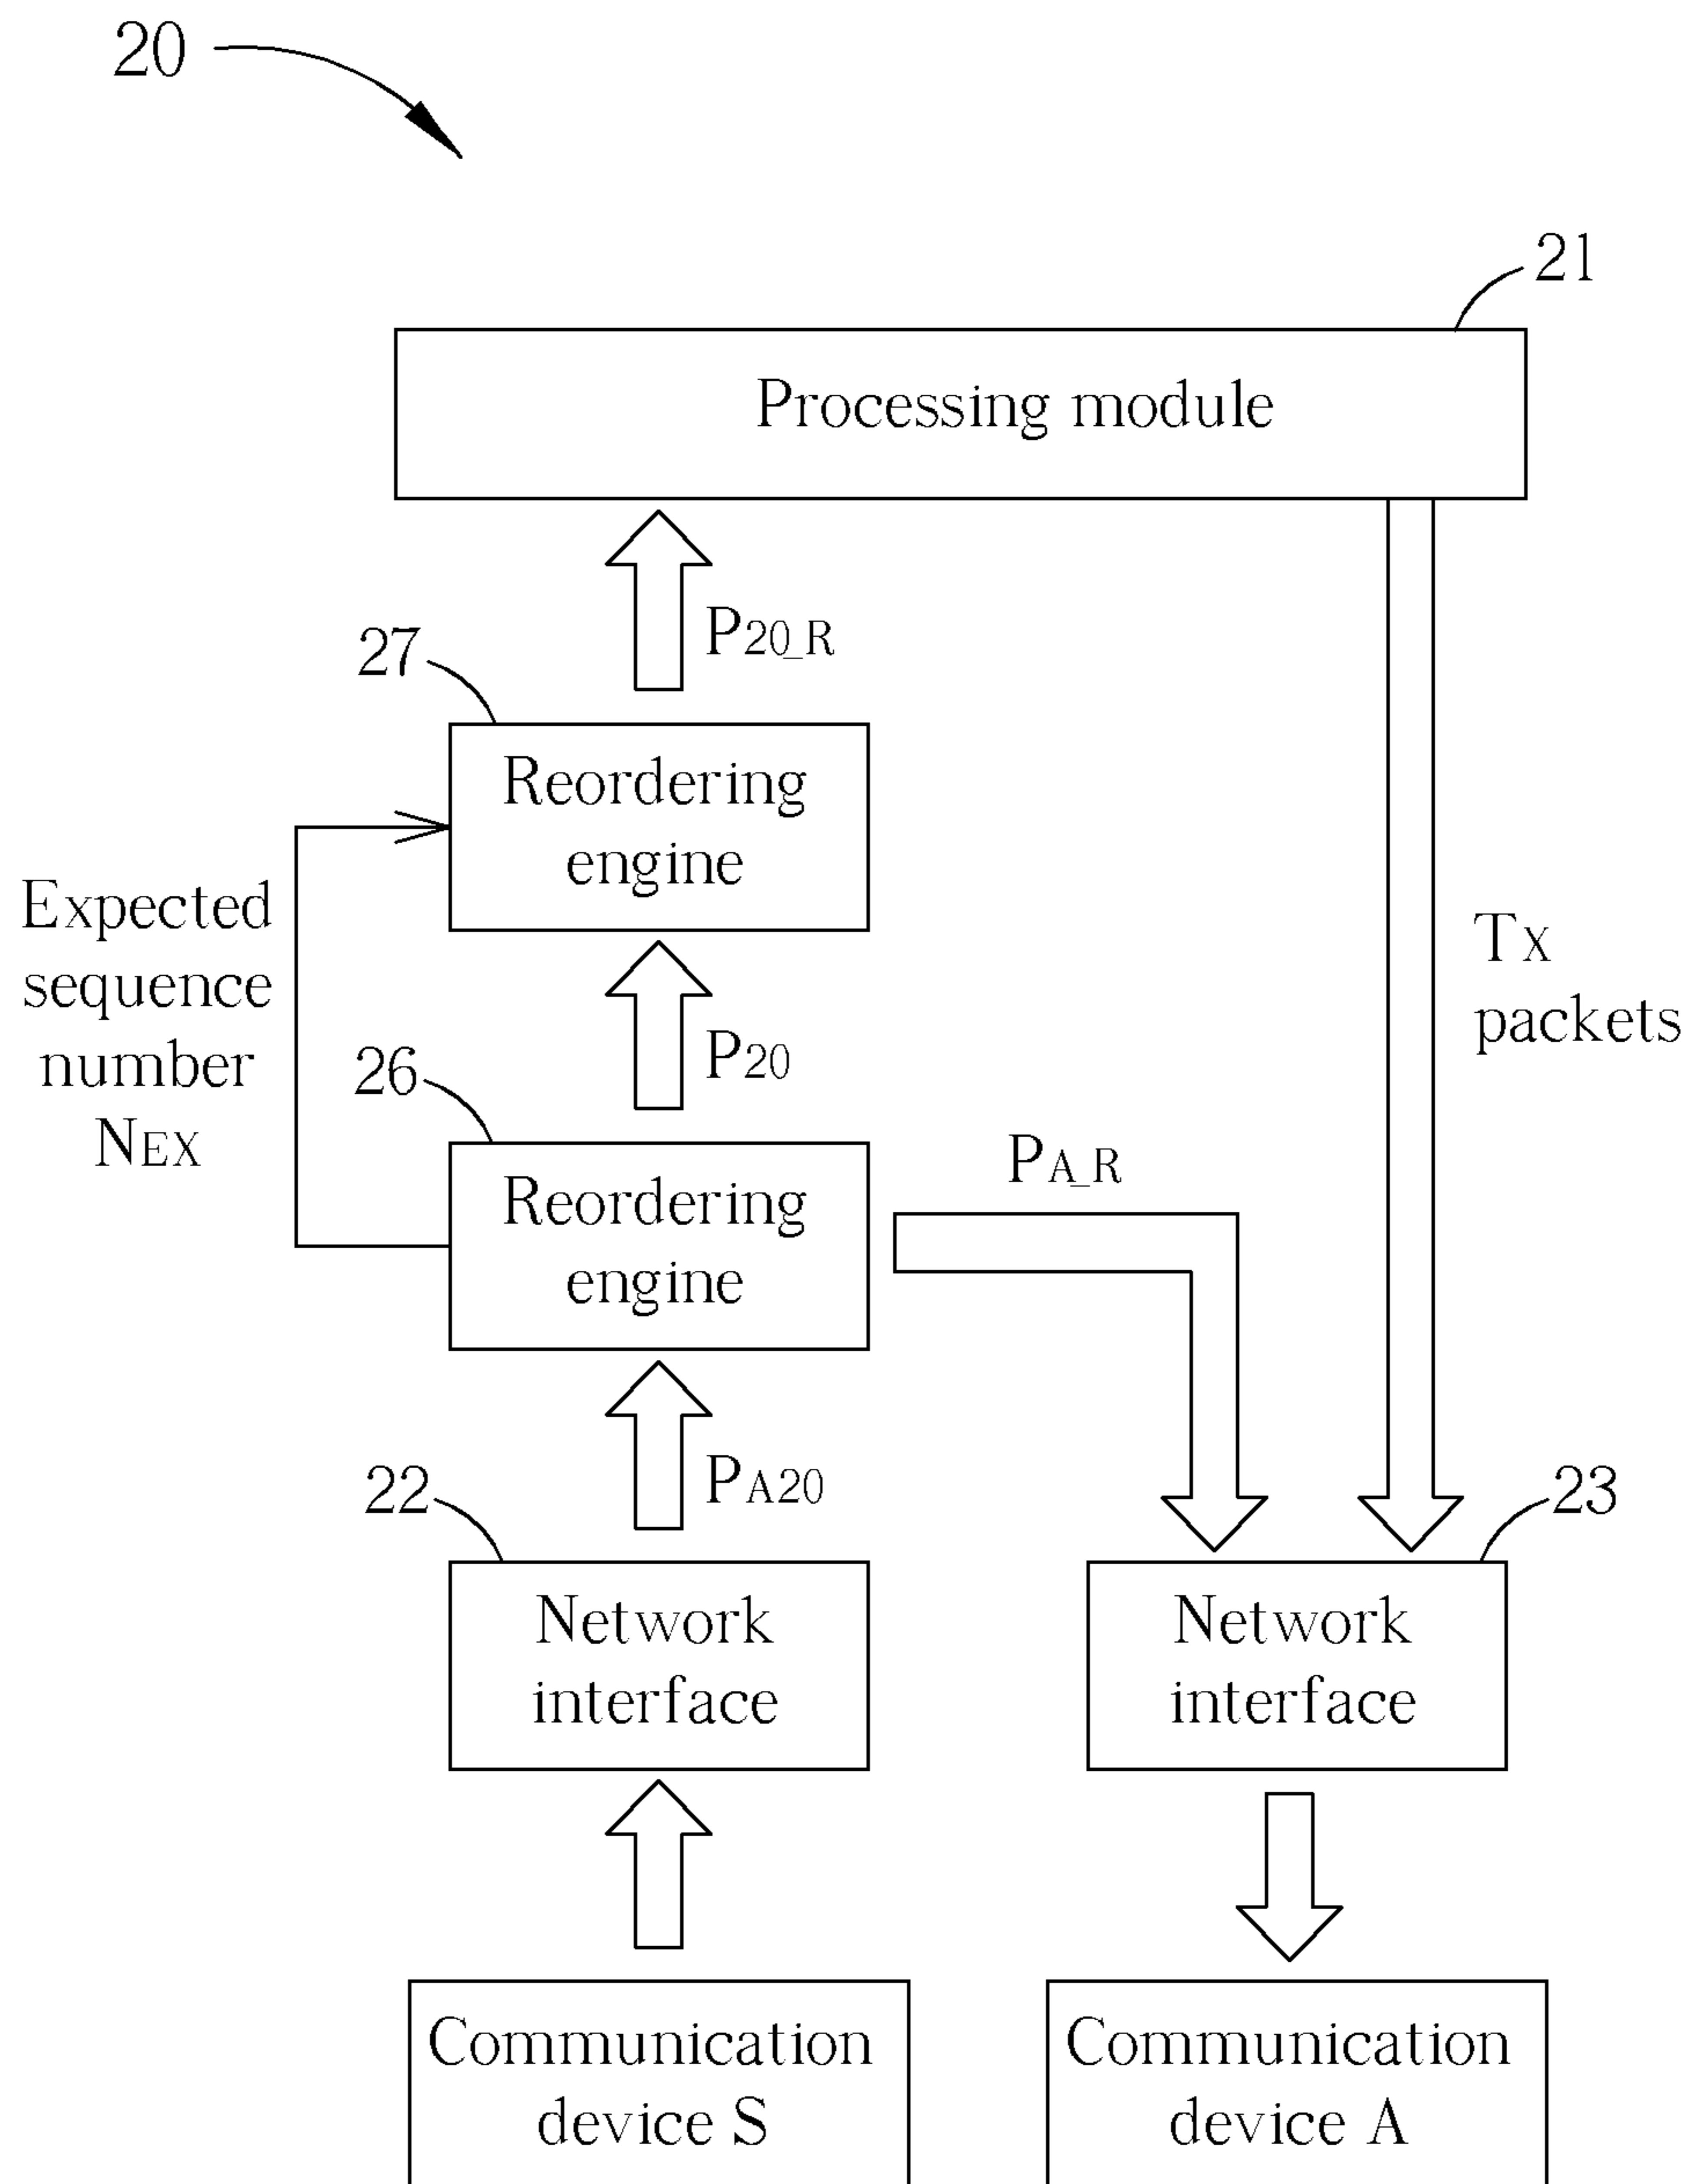 20
21
Processing module
P20_R
27
Reordering
engine
Expected
sequence
number
NEX
Tx
packets
P20
26
Reordering
engine
PA_R
PA20
22
23
Network
interface
Network
interface
Communication
device S
Communication
device A